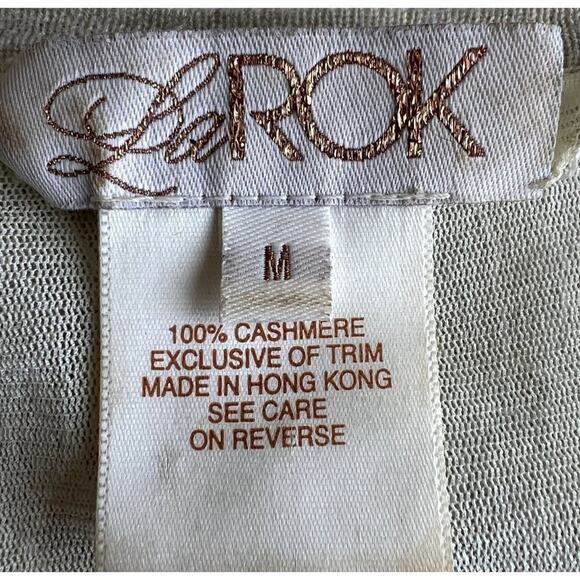 LaROK
M
100% CASHMERE
EXCLUSIVE OF TRIM
MADE IN HONG KONG
SEE CARE
ON REVERSE